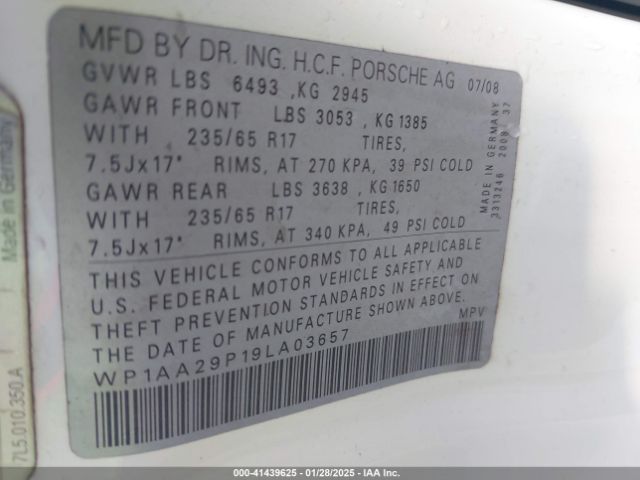 MFD BY DR. ING. H.C.F. PORSCHE AG 07/08
GVWR LBS 6493 ,KG 2945
GAWR FRONT LBS 3053 , KG 1385
WITH 235/65 R17 TIRES,
7.5Jx17" RIMS, AT 270 KPA, 39 PSI COLD
GAWR REAR LBS 3638 , KG 1650
WITH 235/65 R17 TIRES,
7.5Jx17" RIMS, AT 340 KPA, 49 PSI COLD
THIS VEHICLE CONFORMS TO ALL APPLICABLE
U.S. FEDERAL MOTOR VEHICLE SAFETY AND
THEFT PREVENTION STANDARDS IN EFFECT ON
THE DATE OF MANUFACTURE SHOWN ABOVE.
MPV
WP1AA29P19LA03657
MADE IN GERMANY
3313246 2009 37
Made in Germany
7L5.010.350.A
000-41439625 | 01/28/2025 | IAA Inc.